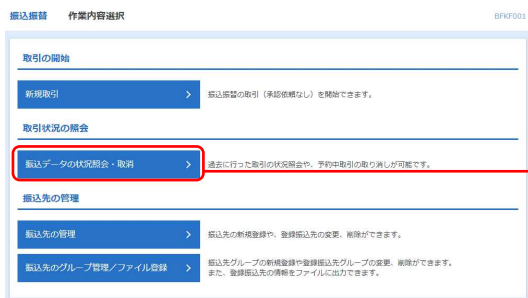 振込振替 作業内容選択 BFKF001
取引の開始
新規取引 振込振替の取引（承認依頼なし）を開始できます。
取引状況の照会
振込データの状況照会・取消 過去に行った取引の状況照会や、予約中取引の取り消しが可能です。
振込先の管理
振込先の管理 振込先の新規登録や、登録振込先の変更、削除ができます。
振込先のグループ管理／ファイル登録 振込先グループの新規登録や登録振込先グループの変更、削除ができます。
また、登録振込先の情報をファイルに出力できます。